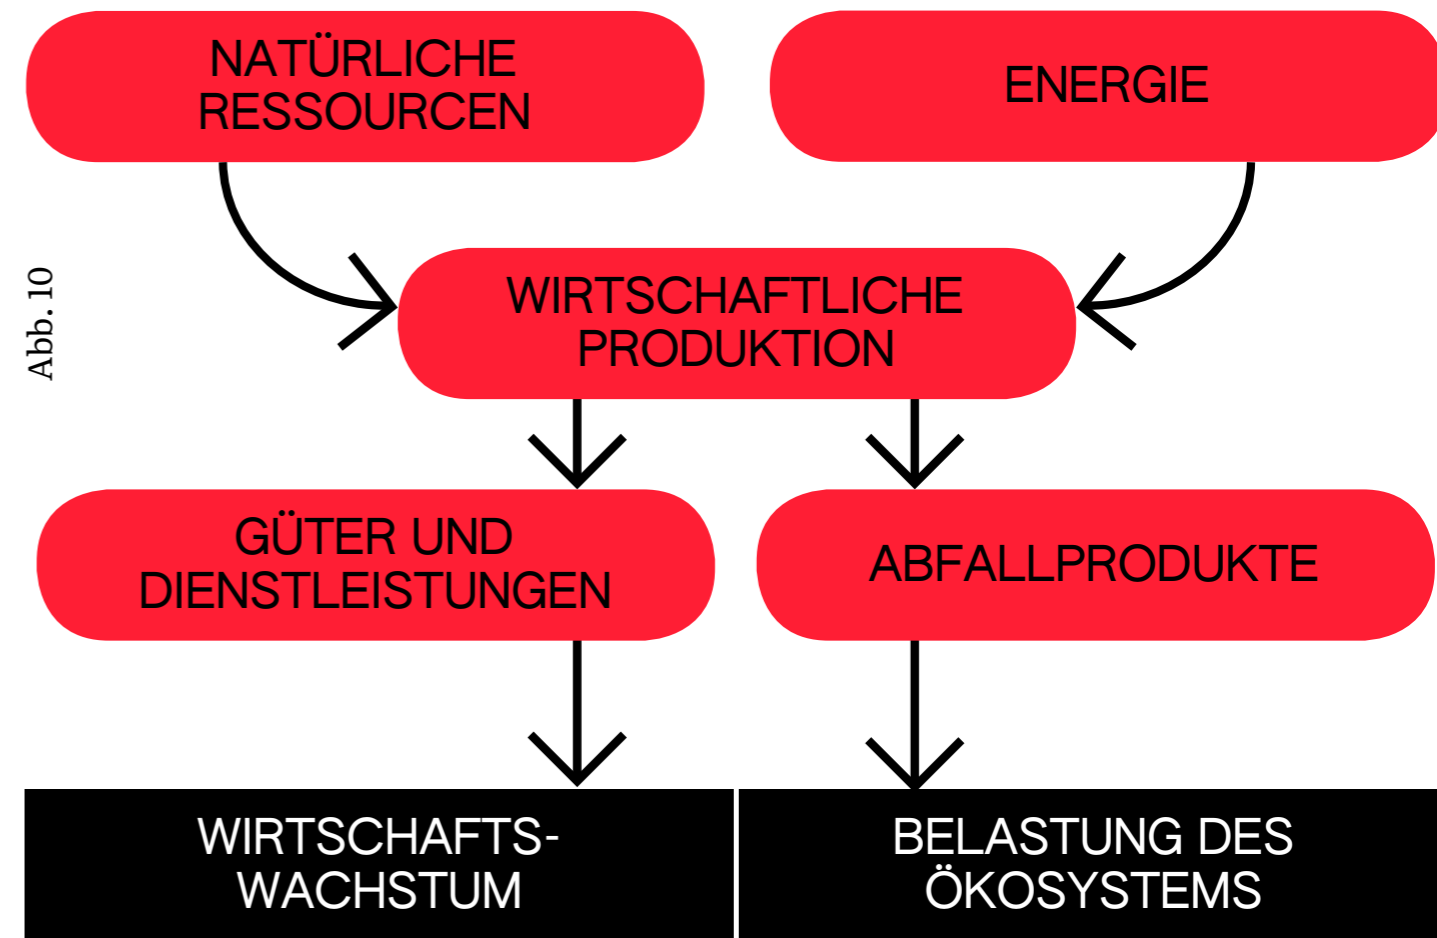 NATÜRLICHE
RESSOURCEN
ENERGIE
Abb. 10
WIRTSCHAFTLICHE
PRODUKTION
GÜTER UND
DIENSTLEISTUNGEN
ABFALLPRODUKTE
WIRTSCHAFTS-
WACHSTUM
BELASTUNG DES
ÖKOSYSTEMS